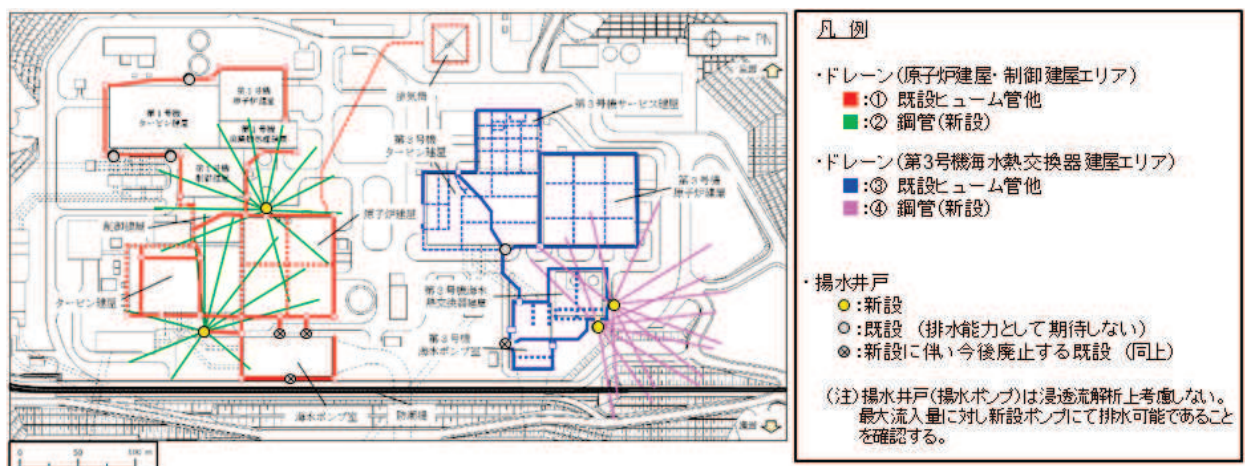 第1号機
原子炉建屋
第1号機
タービン建屋
第1号機
制御建屋
排気筒
第3号機サービス建屋
第3号機
タービン建屋
第3号機
原子炉建屋
原子炉建屋
制御建屋
タービン建屋
第3号機海水
熱交換器建屋
第3号機
海水ポンプ室
海水ポンプ室
防潮堤
0 50 100 m
凡 例
・ドレーン(原子炉建屋・制御建屋エリア)
:① 既設ヒューム管他
:② 鋼管(新設)
・ドレーン(第3号機海水熱交換器建屋エリア)
:③ 既設ヒューム管他
:④ 鋼管(新設)
・揚水井戸
:新設
:既設 (排水能力として期待しない)
:新設に伴い今後廃止する既設 (同上)
(注)揚水井戸(揚水ポンプ)は浸透流解析上考慮しない。
最大流入量に対し新設ポンプにて排水可能であること
を確認する。